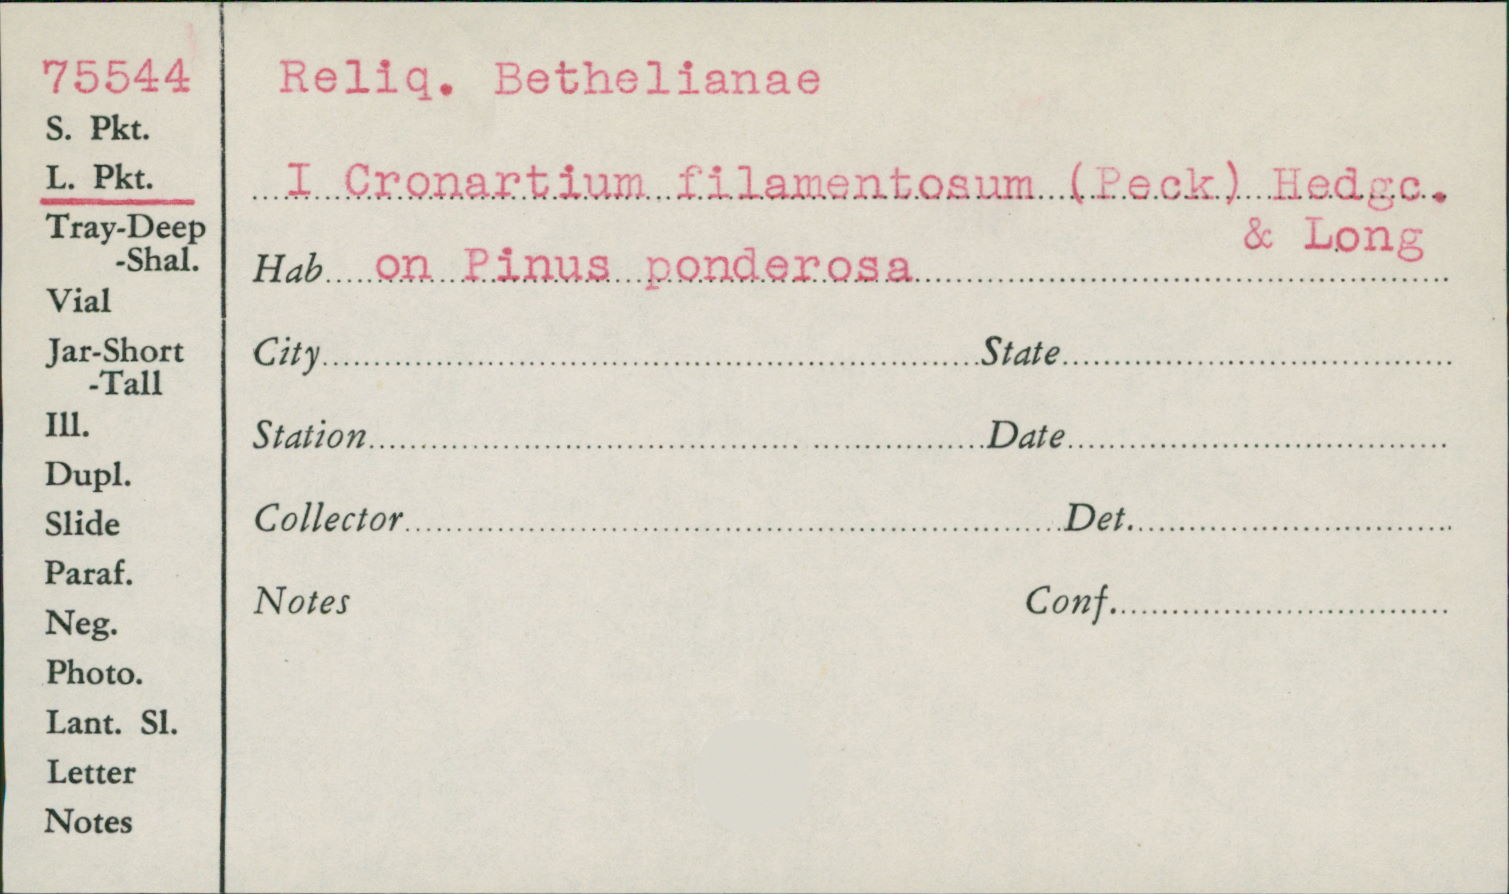 75544
S. Pkt.
L. Pkt.
Tray-Deep
-Shal.
Vial
Jar-Short
-Tall
Ill.
Dupl.
Slide
Paraf.
Neg.
Photo.
Lant. Sl.
Letter
Notes
Reliq. Bethelianae
I Cronartium filamentosum (Peck) Hedgc.
& Long
Hab on Pinus ponderosa
City State
Station Date
Collector Det.
Notes Conf.